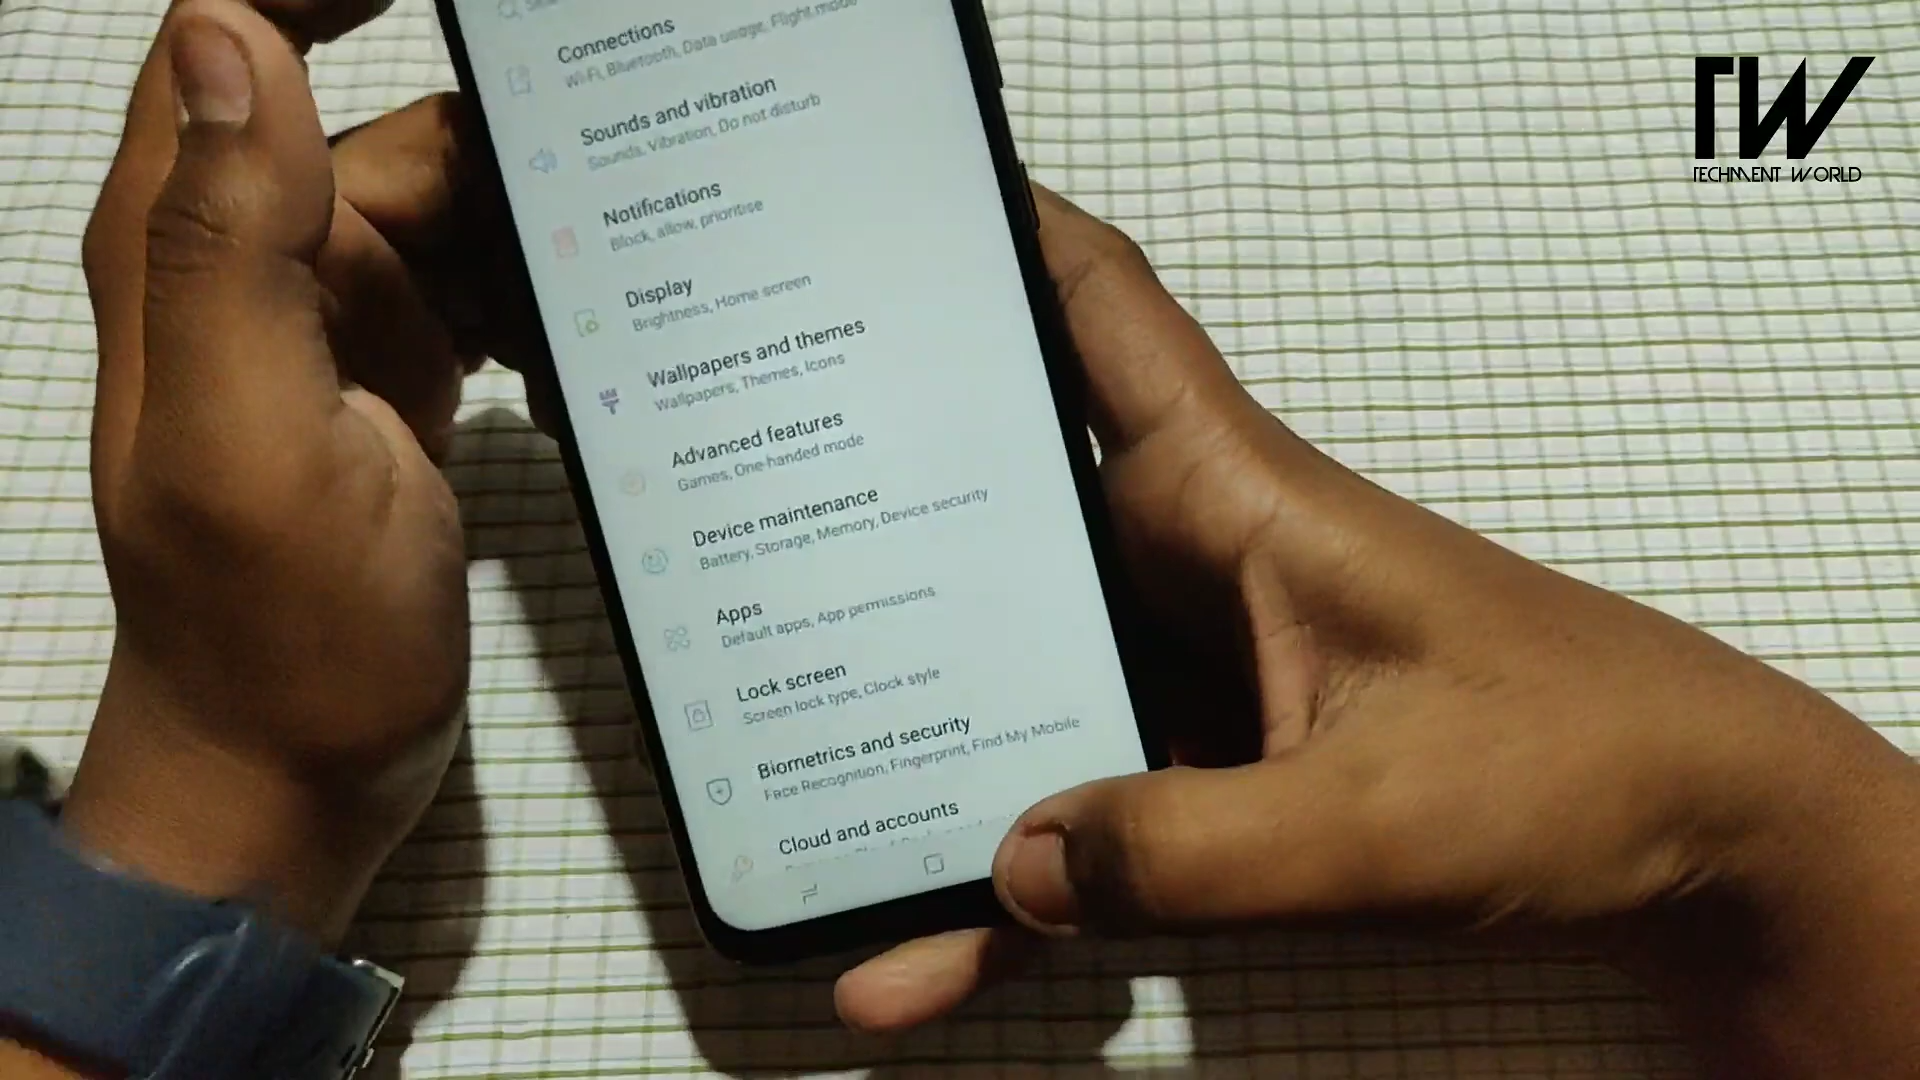 Connections
Wi-Fi, Bluetooth, Data usage, Flight mode
Sounds and vibration
Sounds, Vibration, Do not disturb
Notifications
Block, allow, prioritise
Display
Brightness, Home screen
Wallpapers and themes
Wallpapers, Themes, Icons
Advanced features
Games, One-handed mode
Device maintenance
Battery, Storage, Memory, Device security
Apps
Default apps, App permissions
Lock screen
Screen lock type, Clock style
Biometrics and security
Face Recognition, Fingerprint, Find My Mobile
Cloud and accounts
TW
TECHMENT WORLD